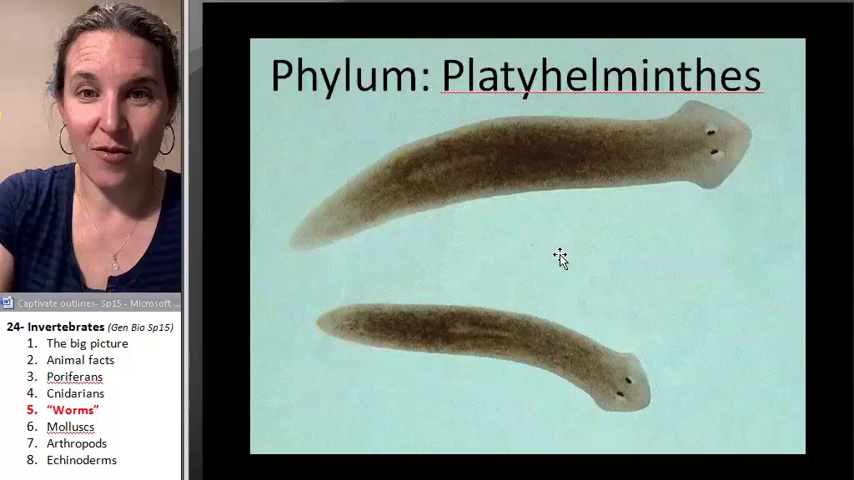 Phylum: Platyhelminthes
Captivate outlines- Sp15 - Microsoft ...
24- Invertebrates (Gen Bio Sp15)
1. The big picture
2. Animal facts
3. Poriferans
4. Cnidarians
5. “Worms”
6. Molluscs
7. Arthropods
8. Echinoderms